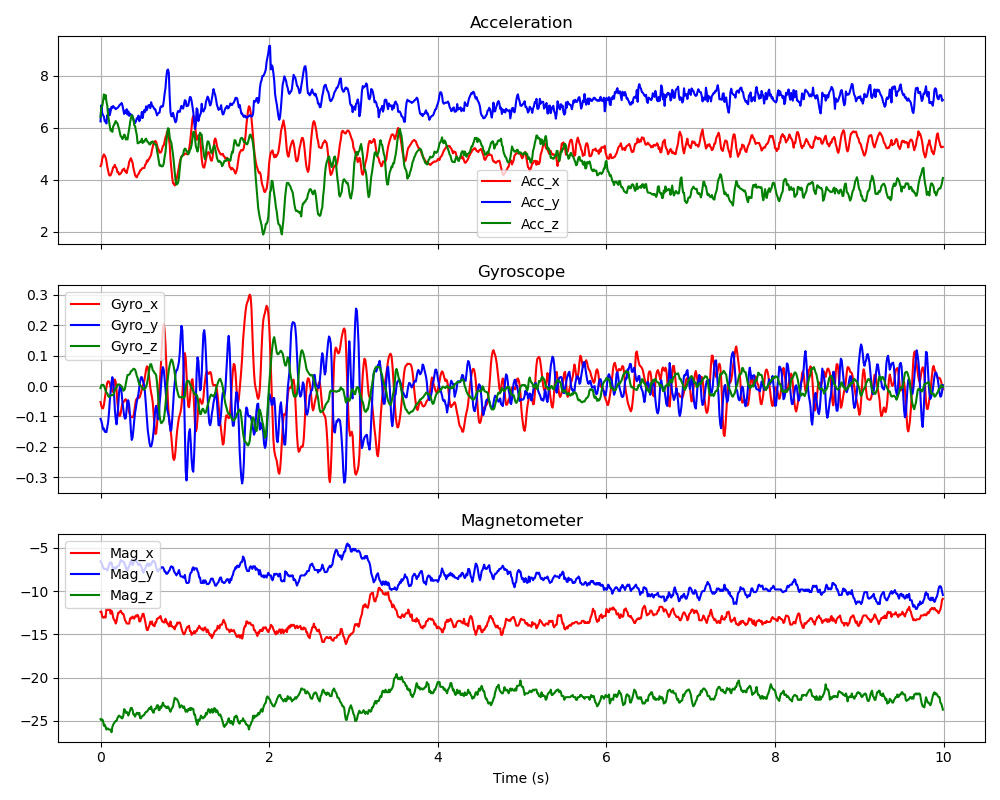 Acceleration
8
6
4
2
Acc_x
Acc_y
Acc_z
Gyroscope
0.3
0.2
0.1
0.0
−0.1
−0.2
−0.3
Gyro_x
Gyro_y
Gyro_z
Magnetometer
−5
−10
−15
−20
−25
Mag_x
Mag_y
Mag_z
0 2 4 6 8 10
Time (s)